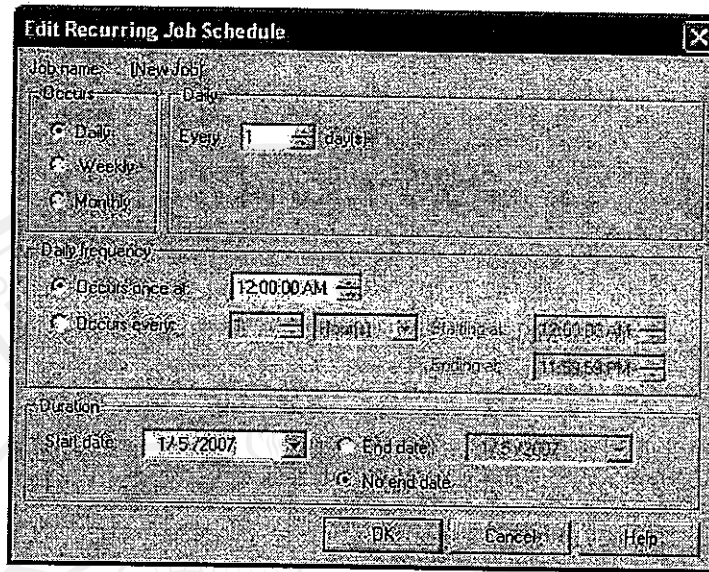 Edit Recurring Job Schedule
Job name: (New Job)
Occurs
Daily
Weekly
Monthly
Daily
Every 1 day(s)
Daily frequency
Occurs once at: 12:00:00 AM
Occurs every: 1 Hour(s) Starting at: 12:00:00 AM
Ending at: 11:59:59 PM
Duration
Start date: 17/5/2007 End date: 17/5/2007
No end date
OK Cancel Help